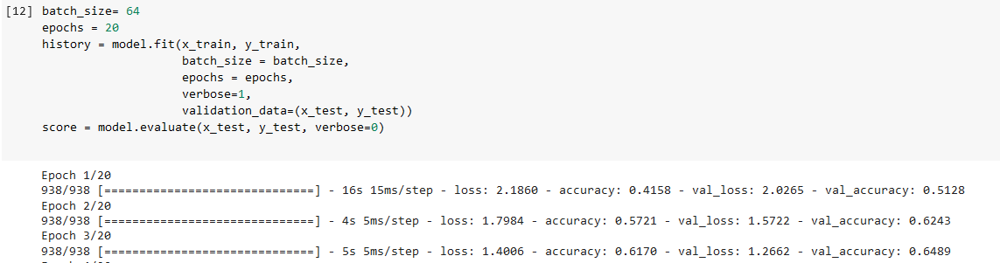 [12] batch_size= 64
epochs = 20
history = model.fit(x_train, y_train,
batch_size = batch_size,
epochs = epochs,
verbose=1,
validation_data=(x_test, y_test))
score = model.evaluate(x_test, y_test, verbose=0)
Epoch 1/20
938/938 [==============================] - 16s 15ms/step - loss: 2.1860 - accuracy: 0.4158 - val_loss: 2.0265 - val_accuracy: 0.5128
Epoch 2/20
938/938 [==============================] - 4s 5ms/step - loss: 1.7984 - accuracy: 0.5721 - val_loss: 1.5722 - val_accuracy: 0.6243
Epoch 3/20
938/938 [==============================] - 5s 5ms/step - loss: 1.4006 - accuracy: 0.6170 - val_loss: 1.2662 - val_accuracy: 0.6489